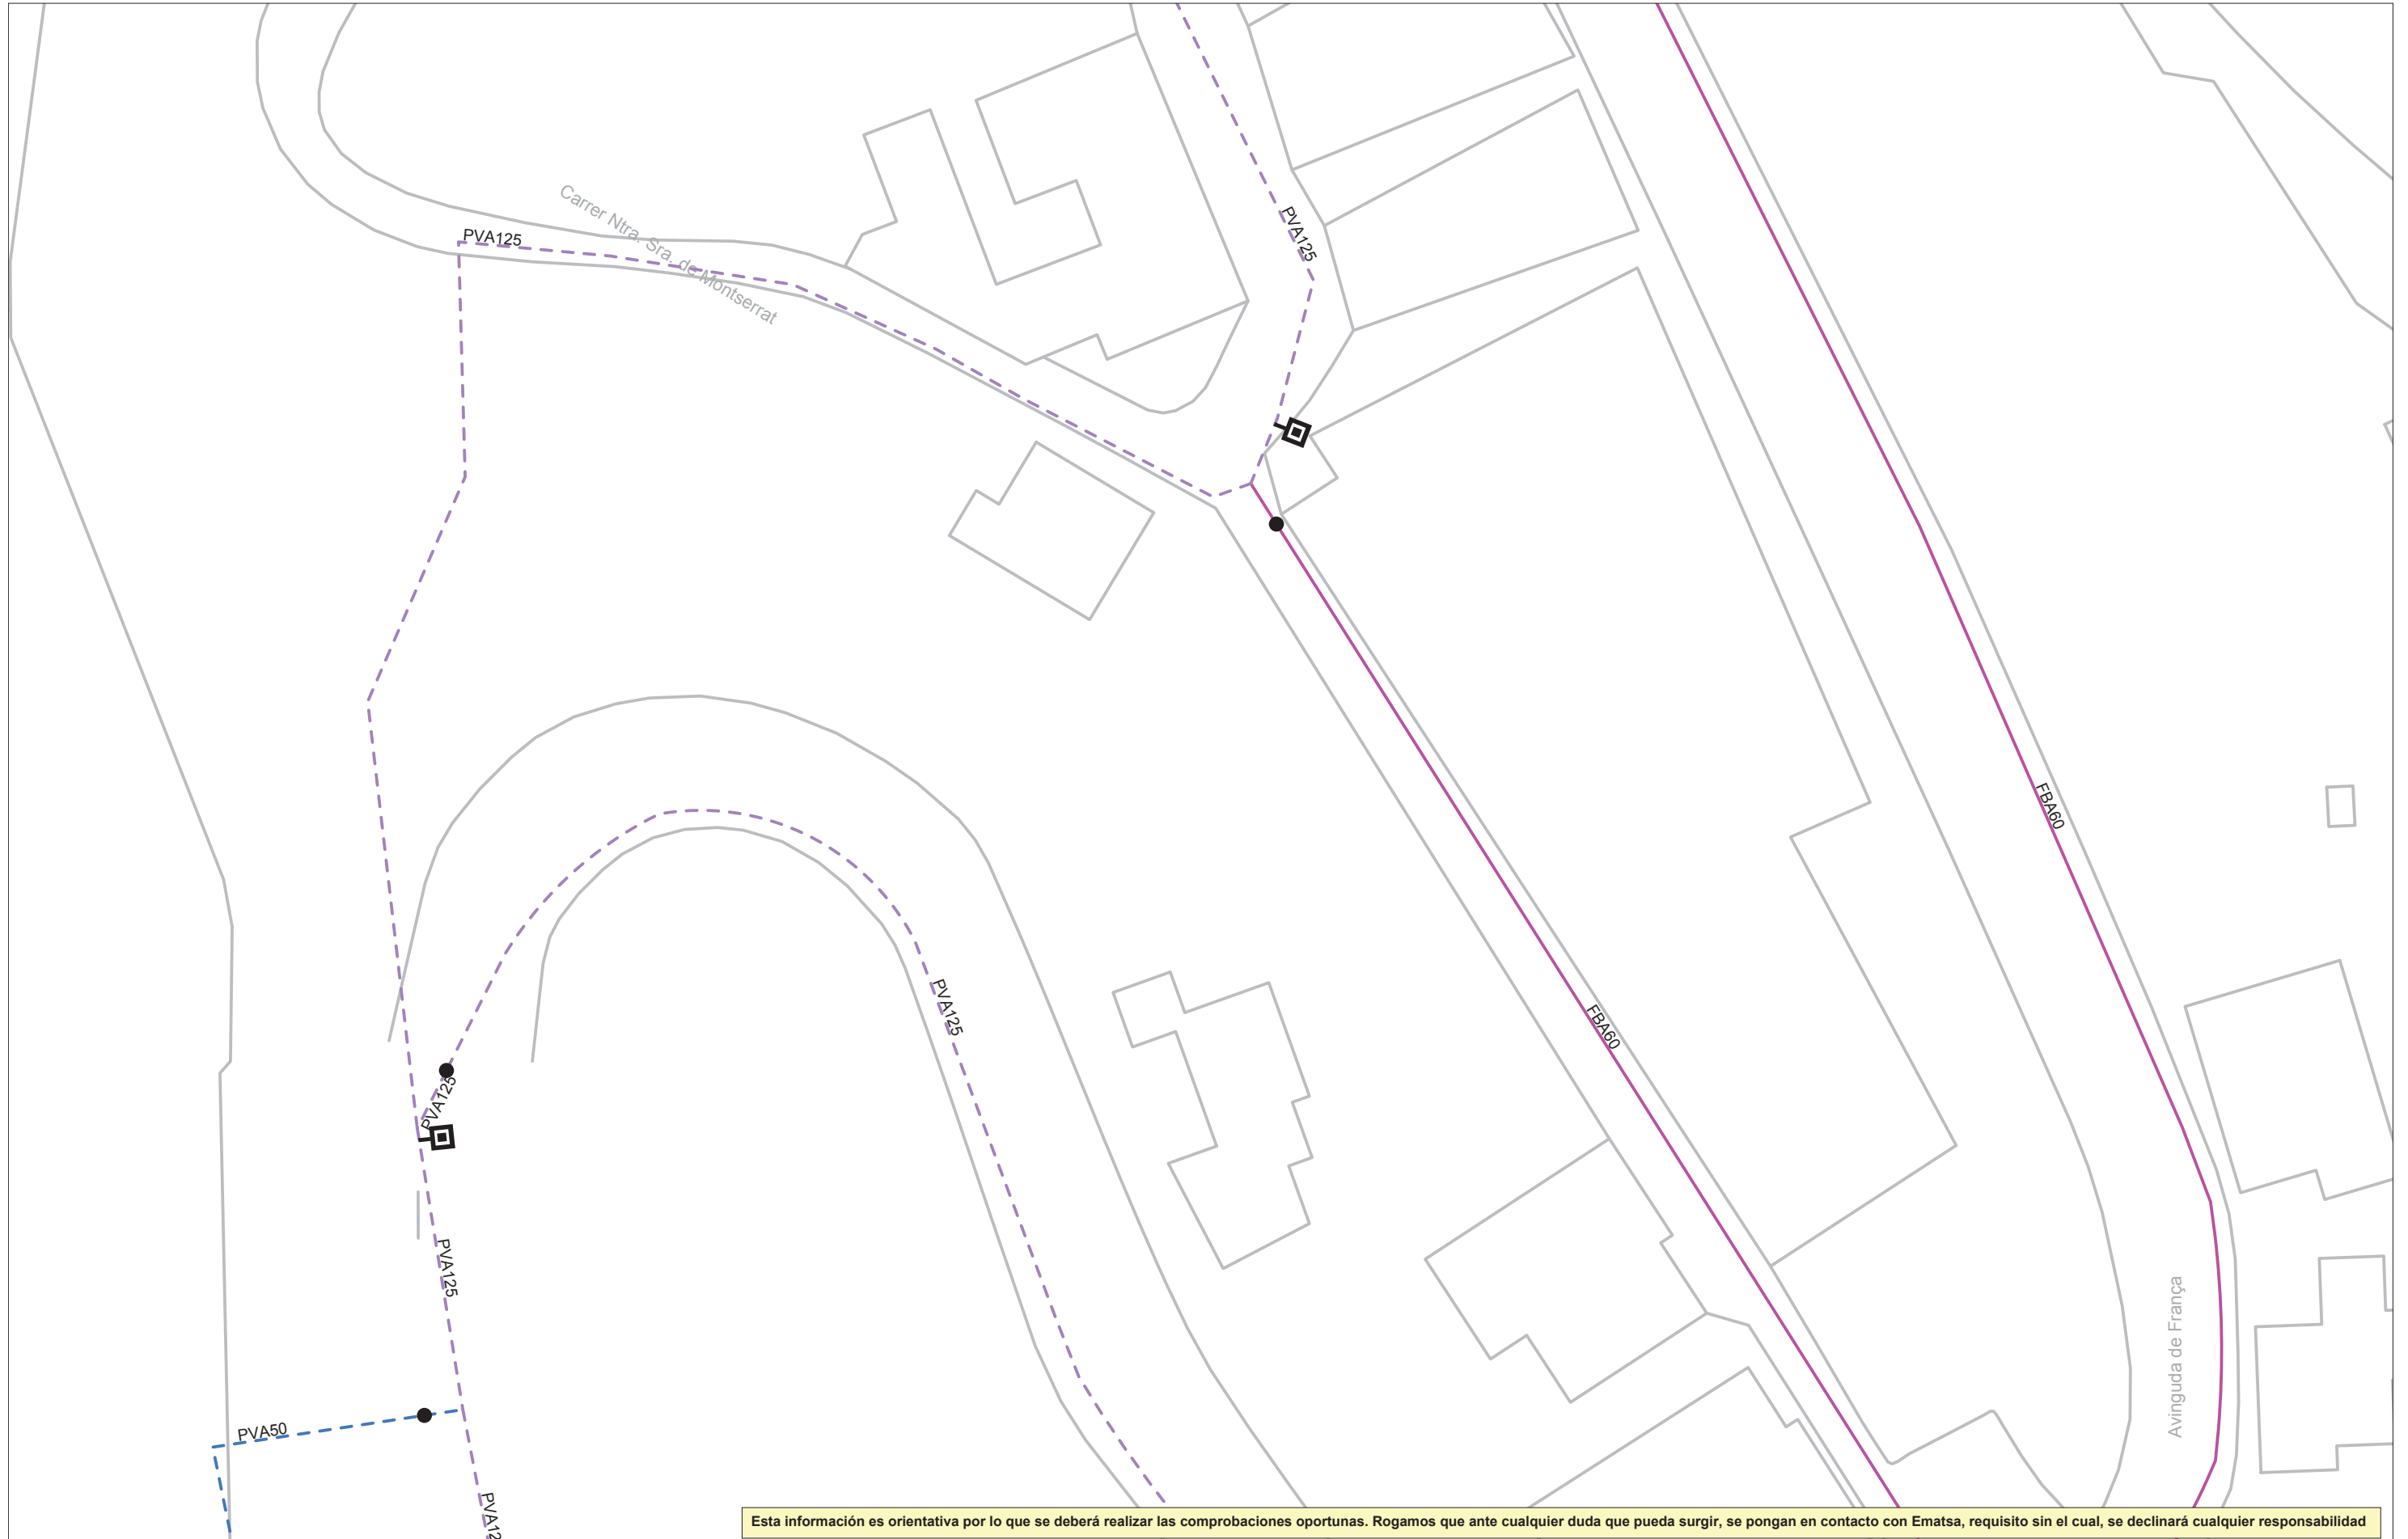 Carrer Ntra. Sra. de Montserrat
PVA125
PVA125
FBA60
PVA125
FBA60
PVA125
PVA125
Avinguda de França
PVA50
PVA12
Esta información es orientativa por lo que se deberá realizar las comprobaciones oportunas. Rogamos que ante cualquier duda que pueda surgir, se pongan en contacto con Ematsa, requisito sin el cual, se declinará cualquier responsabilidad